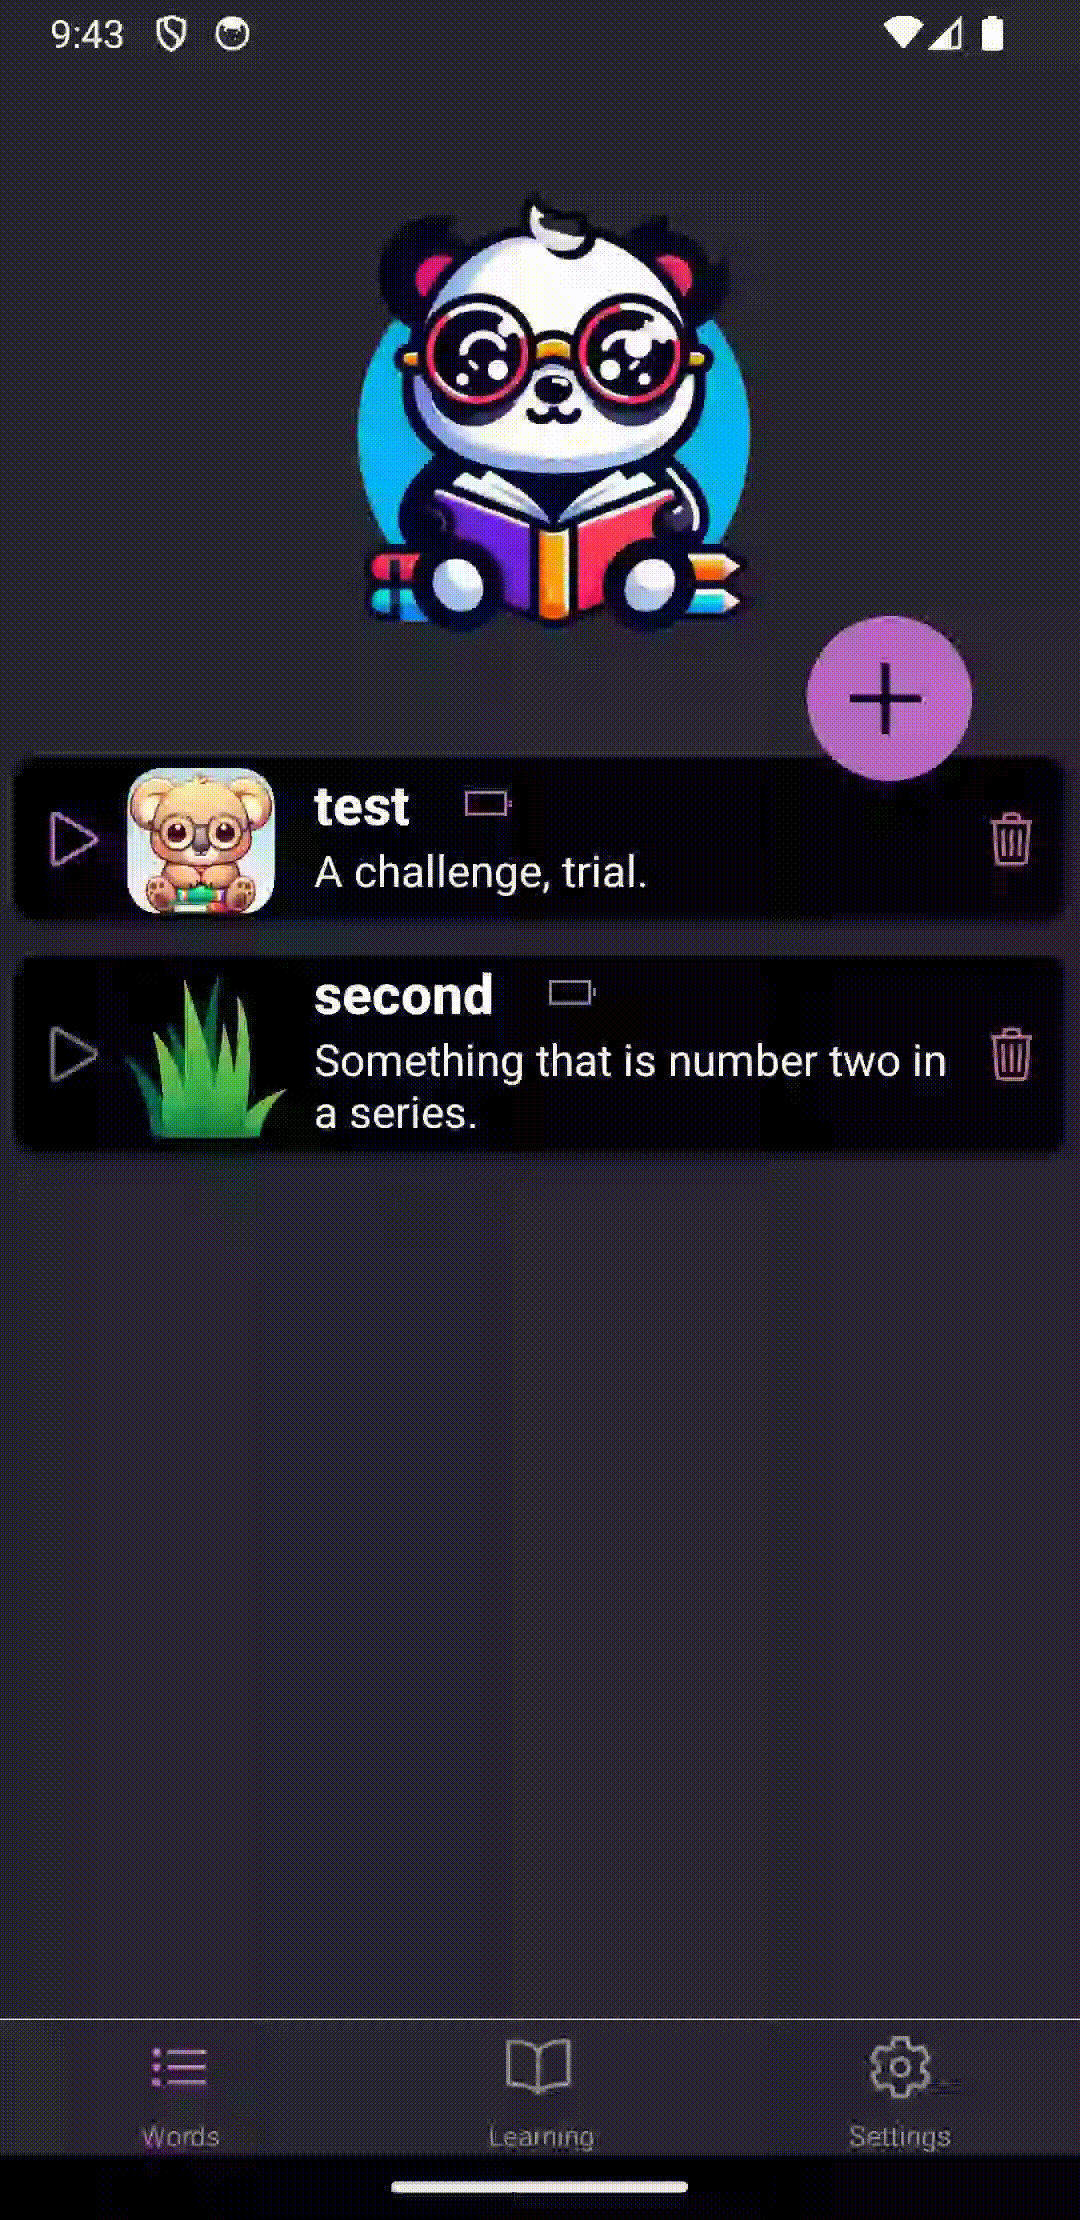 9:43
test
A challenge, trial.
second
Something that is number two in
a series.
Words
Learning
Settings